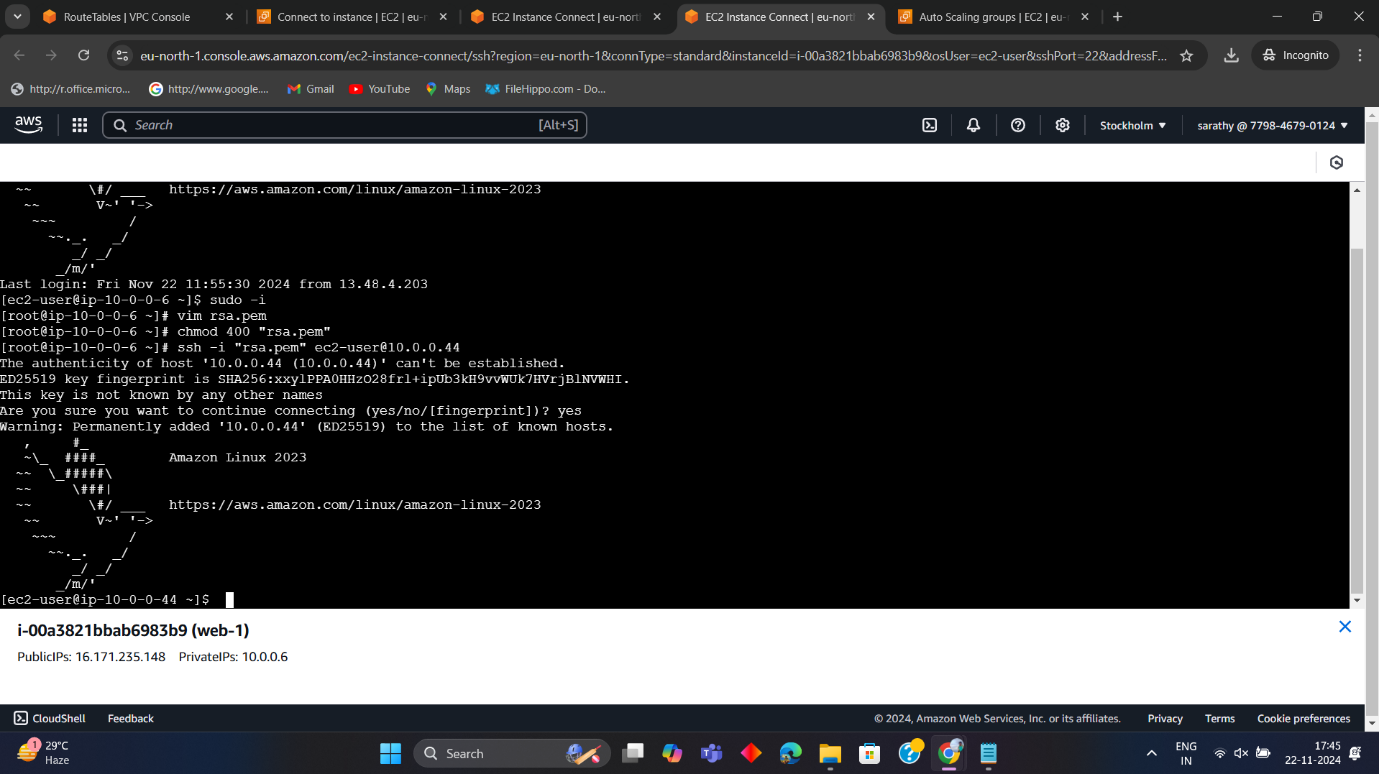 RouteTables | VPC Console
Connect to instance | EC2 | eu-r
EC2 Instance Connect | eu-nort
EC2 Instance Connect | eu-nort
Auto Scaling groups | EC2 | eu-
eu-north-1.console.aws.amazon.com/ec2-instance-connect/ssh?region=eu-north-1&connType=standard&instanceId=i-00a3821bbab6983b9&osUser=ec2-user&sshPort=22&addressF...
Incognito
http://r.office.micro...
http://www.google....
Gmail
YouTube
Maps
FileHippo.com - Do...
aws
Search
[Alt+S]
Stockholm ▼
sarathy @ 7798-4679-0124 ▼
~~       \#/ ___   https://aws.amazon.com/linux/amazon-linux-2023
~~       V~' '->
~~~         /
~~._.   _/
_/ _/
_/m/'
Last login: Fri Nov 22 11:55:30 2024 from 13.48.4.203
[ec2-user@ip-10-0-0-6 ~]$ sudo -i
[root@ip-10-0-0-6 ~]# vim rsa.pem
[root@ip-10-0-0-6 ~]# chmod 400 "rsa.pem"
[root@ip-10-0-0-6 ~]# ssh -i "rsa.pem" ec2-user@10.0.0.44
The authenticity of host '10.0.0.44 (10.0.0.44)' can't be established.
ED25519 key fingerprint is SHA256:xxylPPA0HHzO28frl+ipUb3kH9vvWUk7HVrjBlNVWHI.
This key is not known by any other names
Are you sure you want to continue connecting (yes/no/[fingerprint])? yes
Warning: Permanently added '10.0.0.44' (ED25519) to the list of known hosts.
,     #_
~\_  ####_        Amazon Linux 2023
~~  \_#####\
~~     \###|
~~       \#/ ___   https://aws.amazon.com/linux/amazon-linux-2023
~~       V~' '->
~~~         /
~~._.   _/
_/ _/
_/m/'
[ec2-user@ip-10-0-0-44 ~]$
i-00a3821bbab6983b9 (web-1)
PublicIPs: 16.171.235.148 PrivateIPs: 10.0.0.6
CloudShell
Feedback
© 2024, Amazon Web Services, Inc. or its affiliates.
Privacy
Terms
Cookie preferences
1
29°C
Haze
Search
ENG
IN
17:45
22-11-2024